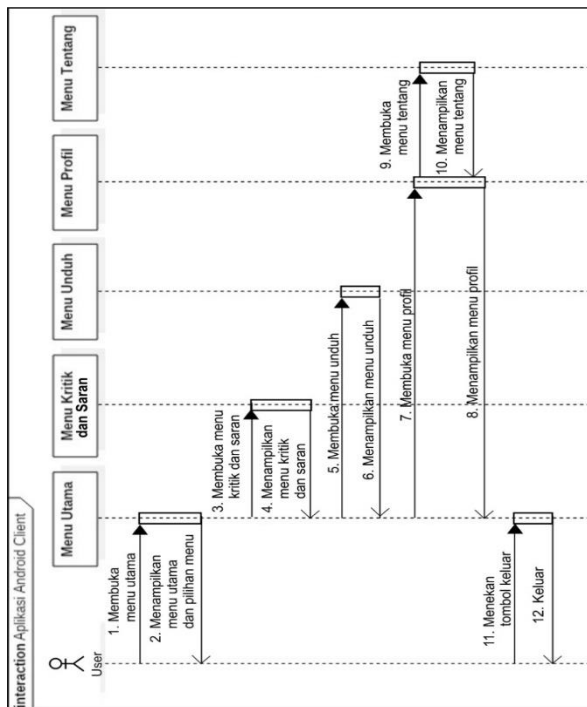 interaction Aplikasi Android Client
User
Menu Utama
Menu Kritik
dan Saran
Menu Unduh
Menu Profil
Menu Tentang
1. Membuka
menu utama
2. Menampilkan
menu utama
dan pilihan menu
3. Membuka menu
kritik dan saran
4. Menampilkan
menu kritik
dan saran
5. Membuka menu unduh
6. Menampilkan menu unduh
7. Membuka menu profil
8. Menampilkan menu profil
9. Membuka
menu tentang
10. Menampilkan
menu tentang
11. Menekan
tombol keluar
12. Keluar